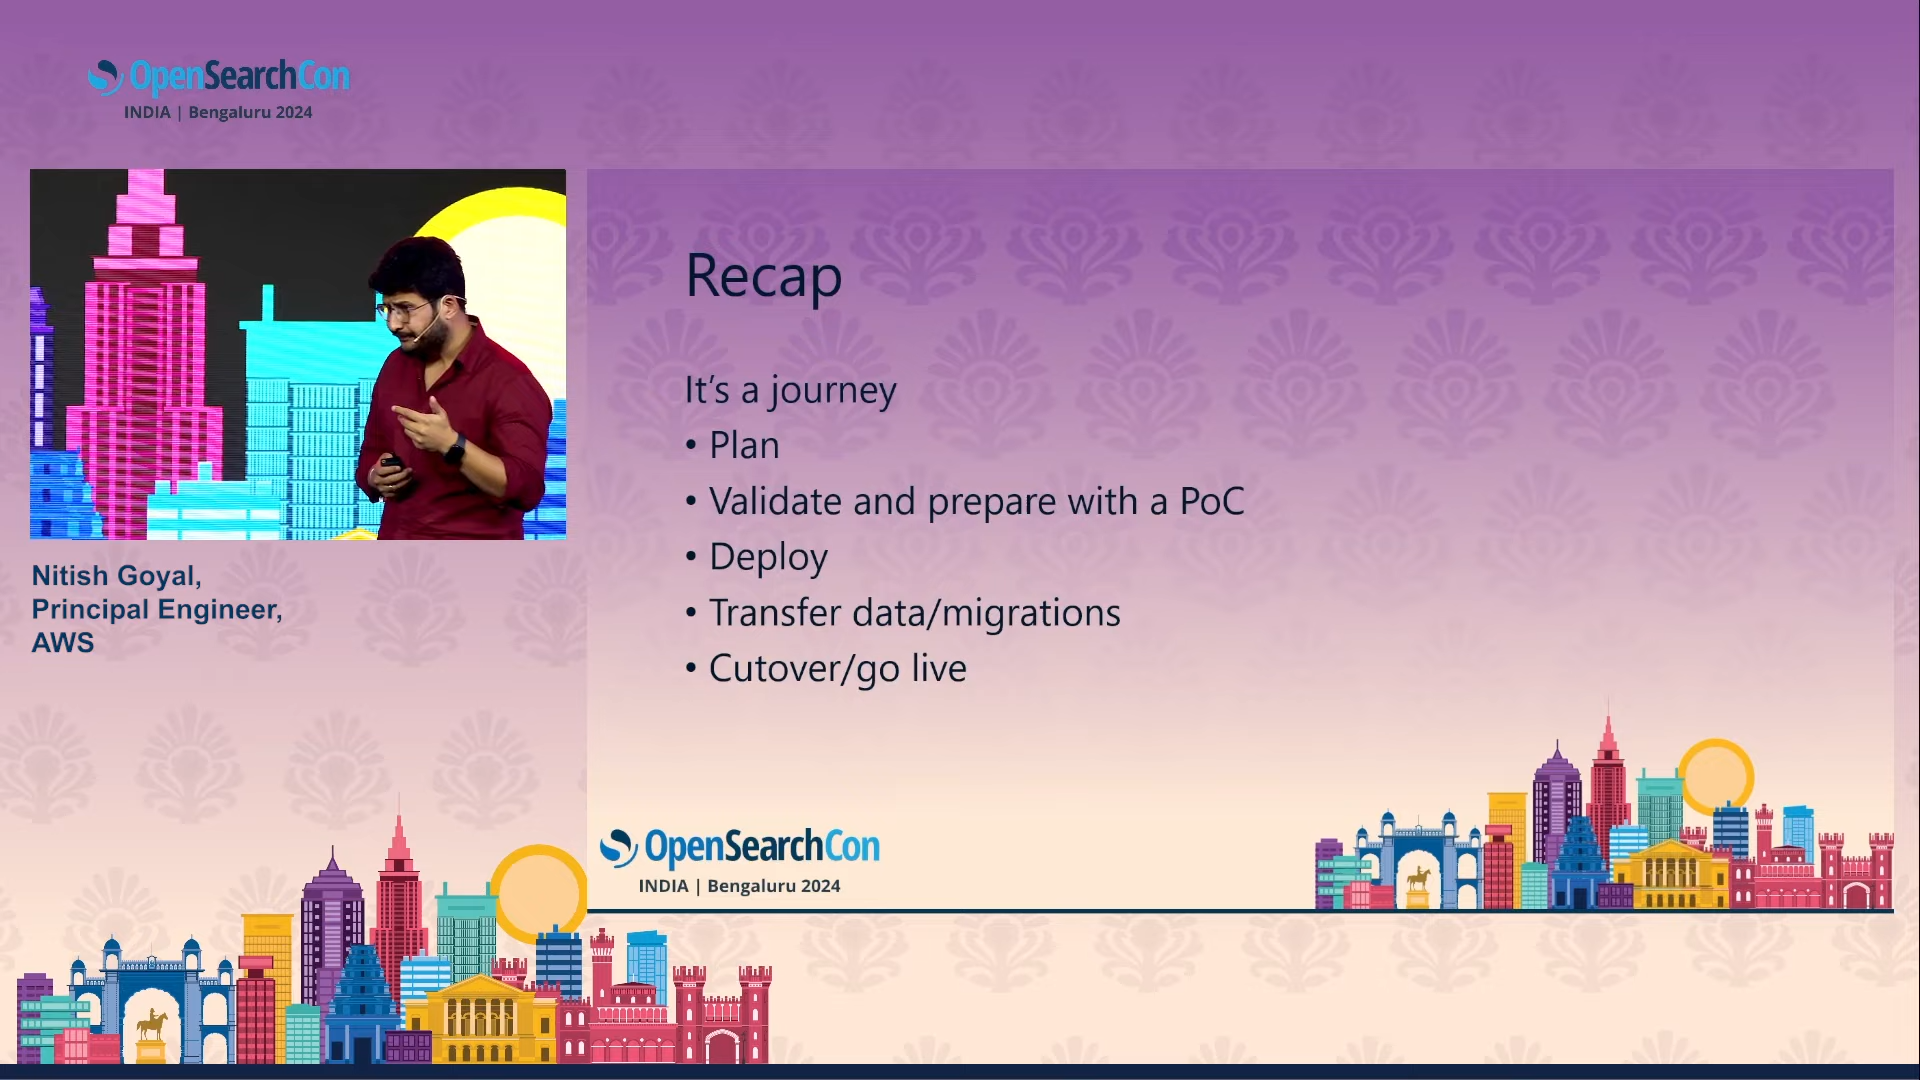 OpenSearchCon
INDIA | Bengaluru 2024
Nitish Goyal,
Principal Engineer,
AWS
Recap
It's a journey
• Plan
• Validate and prepare with a PoC
• Deploy
• Transfer data/migrations
• Cutover/go live
OpenSearchCon
INDIA | Bengaluru 2024